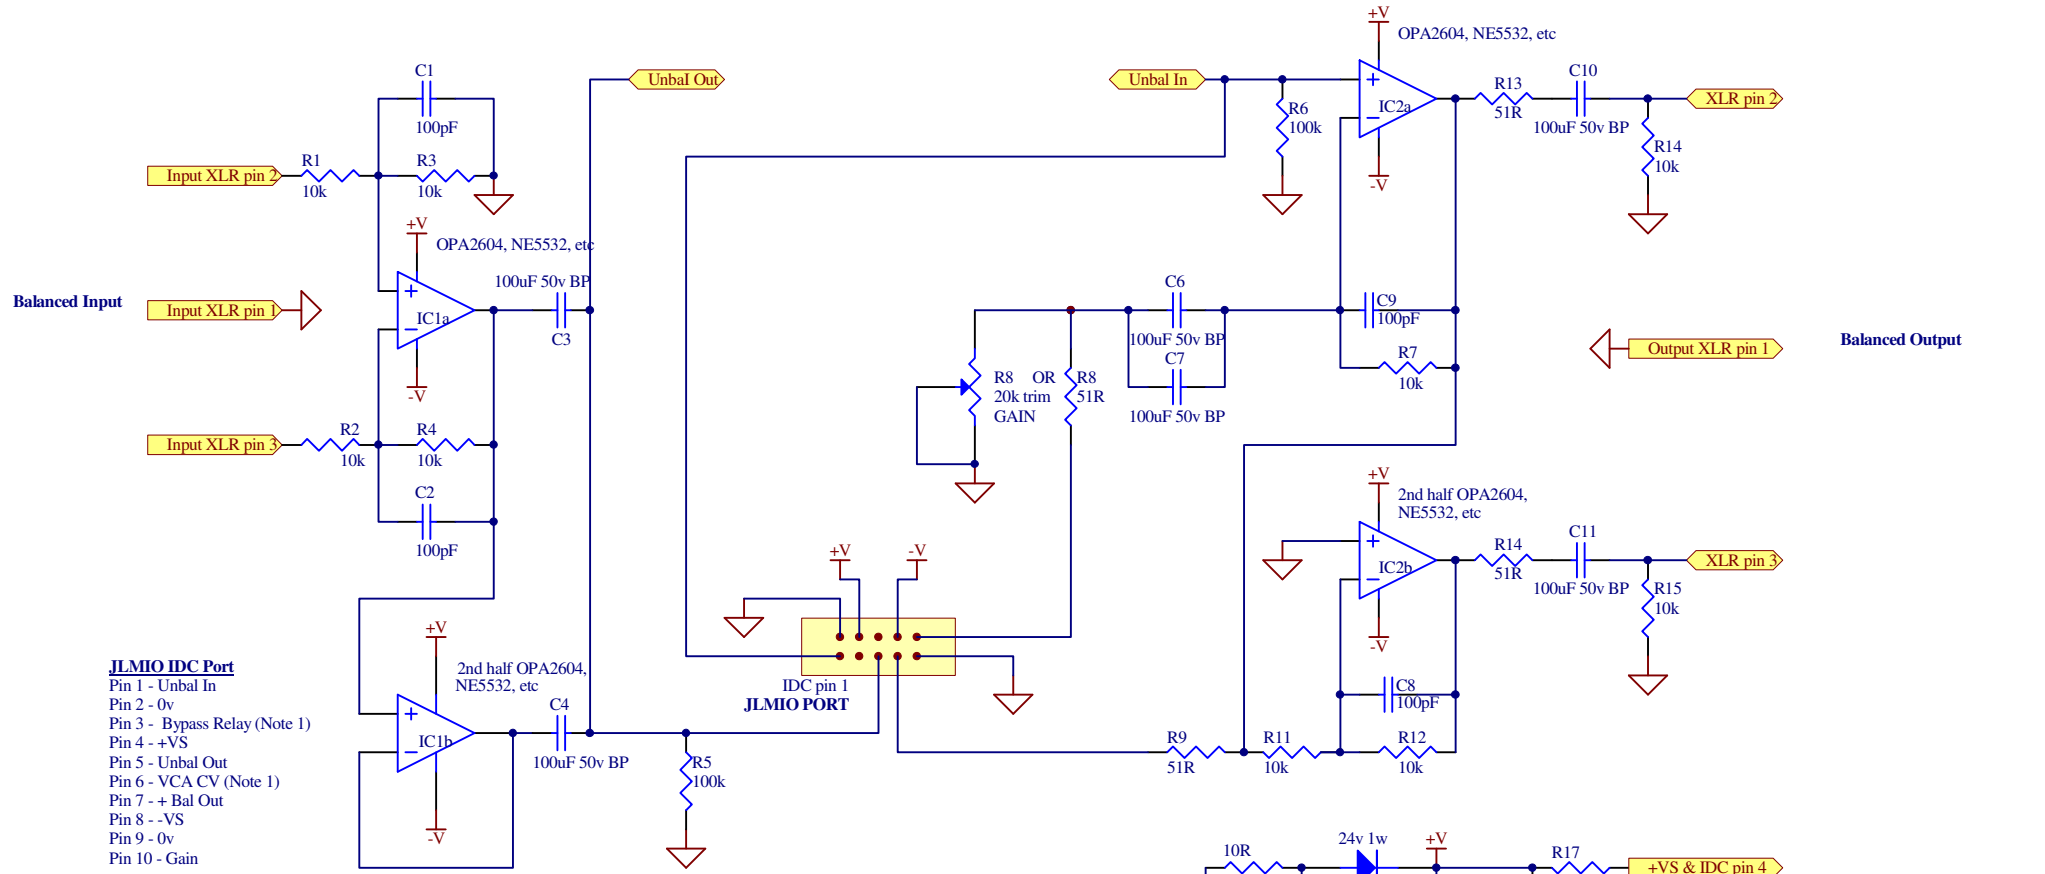 +V
OPA2604, NE5532, etc
C1
100pF
Unbal Out
Unbal In
IC2a
R6
100k
-V
R13
51R
C10
100uF 50v BP
XLR pin 2
R14
10k
Input XLR pin 2
R1
10k
R3
10k
+V
OPA2604, NE5532, etc
100uF 50v BP
C3
Balanced Input
Input XLR pin 1
IC1a
-V
Input XLR pin 3
R2
10k
R4
10k
C2
100pF
C6
100uF 50v BP
C7
100uF 50v BP
C9
100pF
R7
10k
R8 OR R8
20k trim 51R
GAIN
Output XLR pin 1
Balanced Output
+V
2nd half OPA2604,
NE5532, etc
IC2b
-V
R14
51R
C11
100uF 50v BP
XLR pin 3
R15
10k
C8
100pF
R9
51R
R11
10k
R12
10k
+V
-V
IDC pin 1
JLMIO PORT
+V
2nd half OPA2604,
NE5532, etc
IC1b
-V
C4
100uF 50v BP
R5
100k
JLMIO IDC Port
Pin 1 - Unbal In
Pin 2 - 0v
Pin 3 - Bypass Relay (Note 1)
Pin 4 - +VS
Pin 5 - Unbal Out
Pin 6 - VCA CV (Note 1)
Pin 7 - + Bal Out
Pin 8 - -VS
Pin 9 - 0v
Pin 10 - Gain
10R
24v 1w
+V
R17
+VS & IDC pin 4